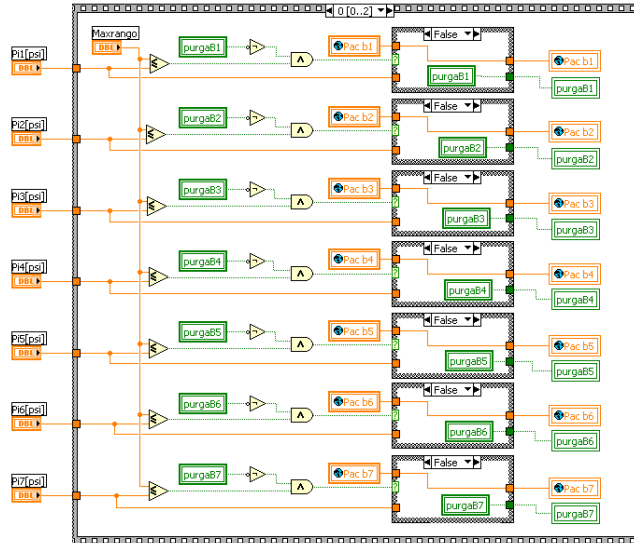 0 [0..2]
Maxrango
DBL
Pi1[psi]
DBL
purgaB1
Pac b1
False
purgaB1
Pac b1
purgaB1
Pi2[psi]
DBL
purgaB2
Pac b2
False
purgaB2
Pac b2
purgaB2
Pi3[psi]
DBL
purgaB3
Pac b3
False
purgaB3
Pac b3
purgaB3
Pi4[psi]
DBL
purgaB4
Pac b4
False
purgaB4
Pac b4
purgaB4
Pi5[psi]
DBL
purgaB5
Pac b5
False
purgaB5
Pac b5
purgaB5
Pi6[psi]
DBL
purgaB6
Pac b6
False
purgaB6
Pac b6
purgaB6
Pi7[psi]
DBL
purgaB7
Pac b7
False
purgaB7
Pac b7
purgaB7